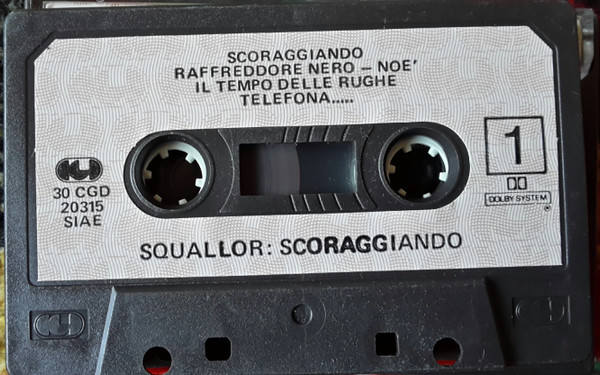 SCORAGGIANDO
RAFFREDDORE NERO - NOE'
IL TEMPO DELLE RUGHE
TELEFONA.....
1
30 CGD
20315
SIAE
DOLBY SYSTEM
SQUALLOR: SCORAGGIANDO